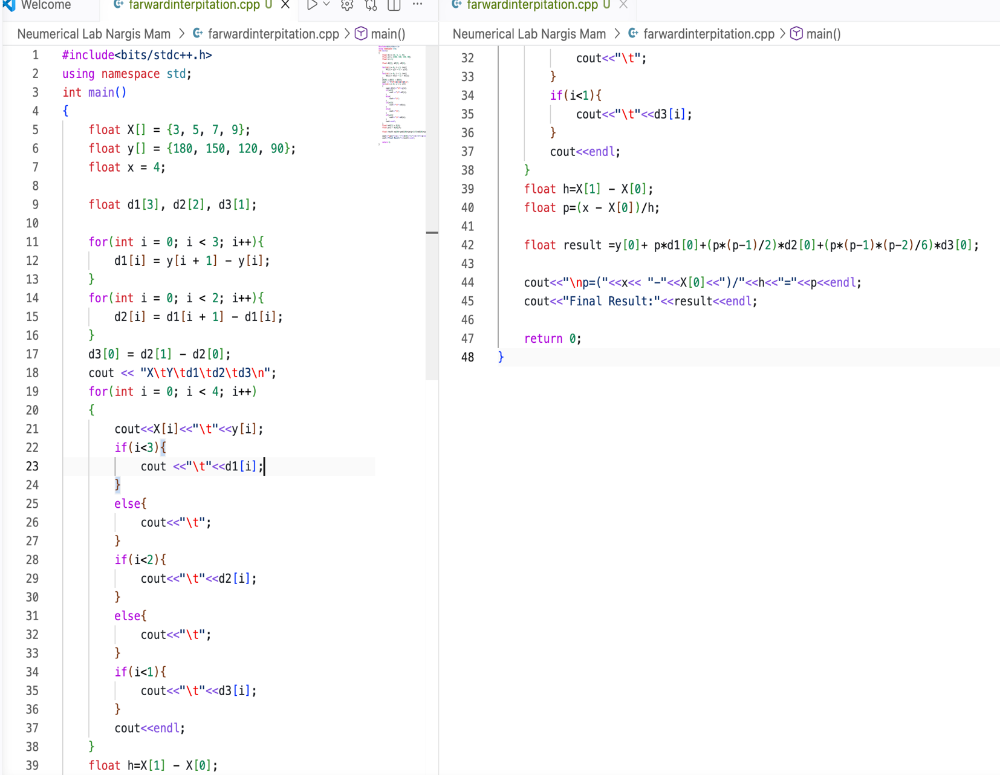 Welcome
farwardinterpitation.cpp U
Neumerical Lab Nargis Mam > farwardinterpitation.cpp > main()
1 #include<bits/stdc++.h>
2 using namespace std;
3 int main()
4 {
5 float X[] = {3, 5, 7, 9};
6 float y[] = {180, 150, 120, 90};
7 float x = 4;
8
9 float d1[3], d2[2], d3[1];
10
11 for(int i = 0; i < 3; i++){
12 d1[i] = y[i + 1] - y[i];
13 }
14 for(int i = 0; i < 2; i++){
15 d2[i] = d1[i + 1] - d1[i];
16 }
17 d3[0] = d2[1] - d2[0];
18 cout << "X\tY\td1\td2\td3\n";
19 for(int i = 0; i < 4; i++)
20 {
21 cout<<X[i]<<"\t"<<y[i];
22 if(i<3){
23 cout <<"\t"<<d1[i];
24 }
25 else{
26 cout<<"\t";
27 }
28 if(i<2){
29 cout<<"\t"<<d2[i];
30 }
31 else{
32 cout<<"\t";
33 }
34 if(i<1){
35 cout<<"\t"<<d3[i];
36 }
37 cout<<endl;
38 }
39 float h=X[1] - X[0];
farwardinterpitation.cpp U
Neumerical Lab Nargis Mam > farwardinterpitation.cpp > main()
32 cout<<"\t";
33 }
34 if(i<1){
35 cout<<"\t"<<d3[i];
36 }
37 cout<<endl;
38 }
39 float h=X[1] - X[0];
40 float p=(x - X[0])/h;
41
42 float result =y[0]+ p*d1[0]+(p*(p-1)/2)*d2[0]+(p*(p-1)*(p-2)/6)*d3[0];
43
44 cout<<"\np=("<<x<< "-"<<X[0]<<")/"<<h<<"="<<p<<endl;
45 cout<<"Final Result:"<<result<<endl;
46
47 return 0;
48 }